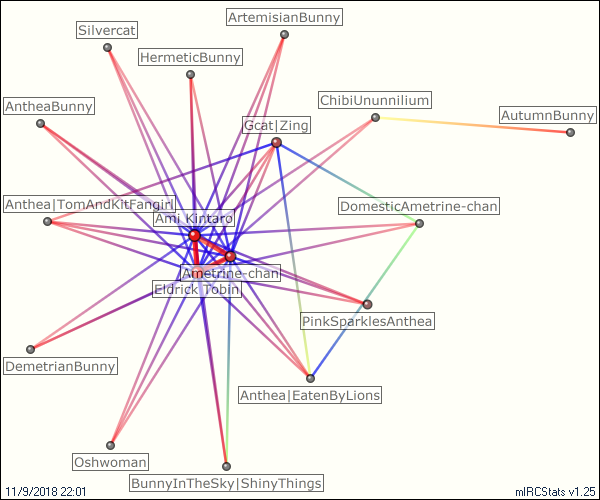 ArtemisianBunny
Silvercat
HermeticBunny
ChibiUnunnilium
AntheaBunny
AutumnBunny
Gcat|Zing
Anthea|TomAndKitFangirl
DomesticAmetrine-chan
Ami Kintaro
Ametrine-chan
Eldrick Tobin
PinkSparklesAnthea
DemetrianBunny
Anthea|EatenByLions
Oshwoman
BunnyInTheSky|ShinyThings
11/9/2018 22:01
mIRCStats v1.25